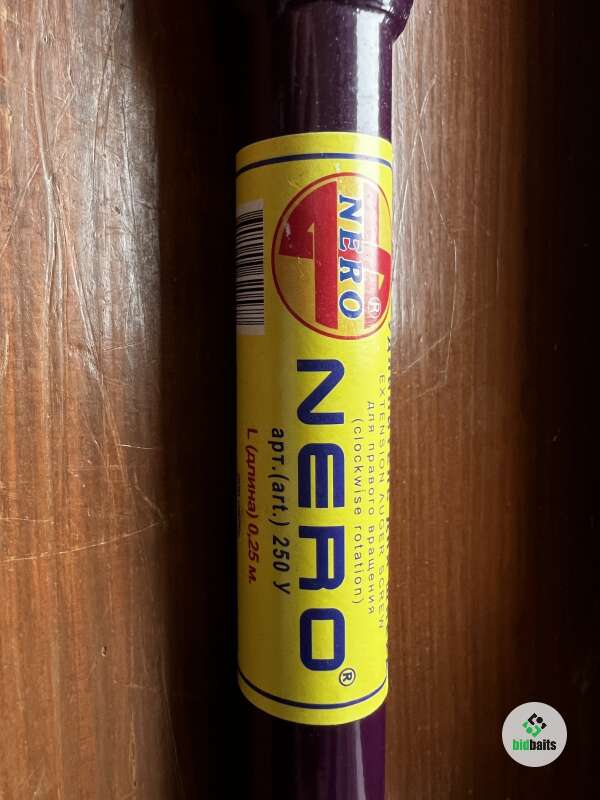 NERO
®
EXTENSION AUGER SCREW
для правого вращения
(clockwise rotation)
NERO®
арт.(art.) 250 У
L (длина) 0,25 м.
bidbaits